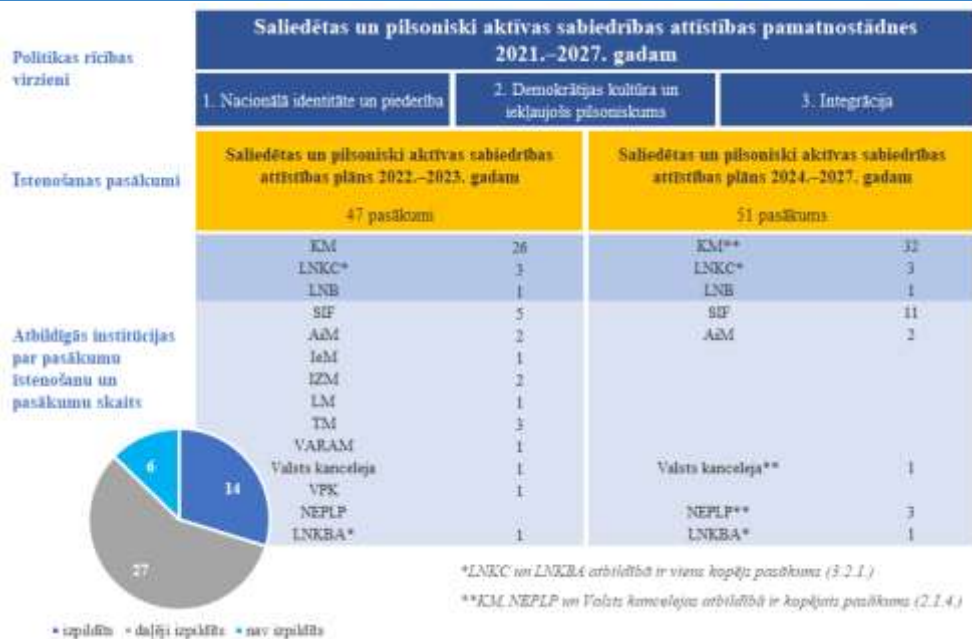 Saliedētas un pilsoniski aktīvas sabiedrības attīstības pamatnostādnes
2021.–2027. gadam
Politikas rīcības
virzieni
1. Nacionālā identitāte un piederība
2. Demokrātijas kultūra un
iekļaujošs pilsoniskums
3. Integrācija
Īstenošanas pasākumi
Saliedētas un pilsoniski aktīvas sabiedrības
attīstības plāns 2022.–2023. gadam
47 pasākumi
Saliedētas un pilsoniski aktīvas sabiedrības
attīstības plāns 2024.–2027. gadam
51 pasākums
Atbildīgās institūcijas
par pasākumu
īstenošanu un
pasākumu skaits
KM 26 KM** 32
LNKC* 3 LNKC* 3
LNB 1 LNB 1
SIF 5 SIF 11
AiM 2 AiM 2
IeM 1
IZM 2
LM 1
TM 3
VARAM 1
Valsts kanceleja 1 Valsts kanceleja** 1
VPK 1
NEPLP NEPLP** 3
LNKBA* 1 LNKBA* 1
6
14
27
*LNKC un LNKBA atbildībā ir viens kopējs pasākums (3.2.1.)
**KM, NEPLP un Valsts kancelejas atbildībā ir kopējais pasākums (2.1.4.)
izpildīts daļēji izpildīts nav izpildīts